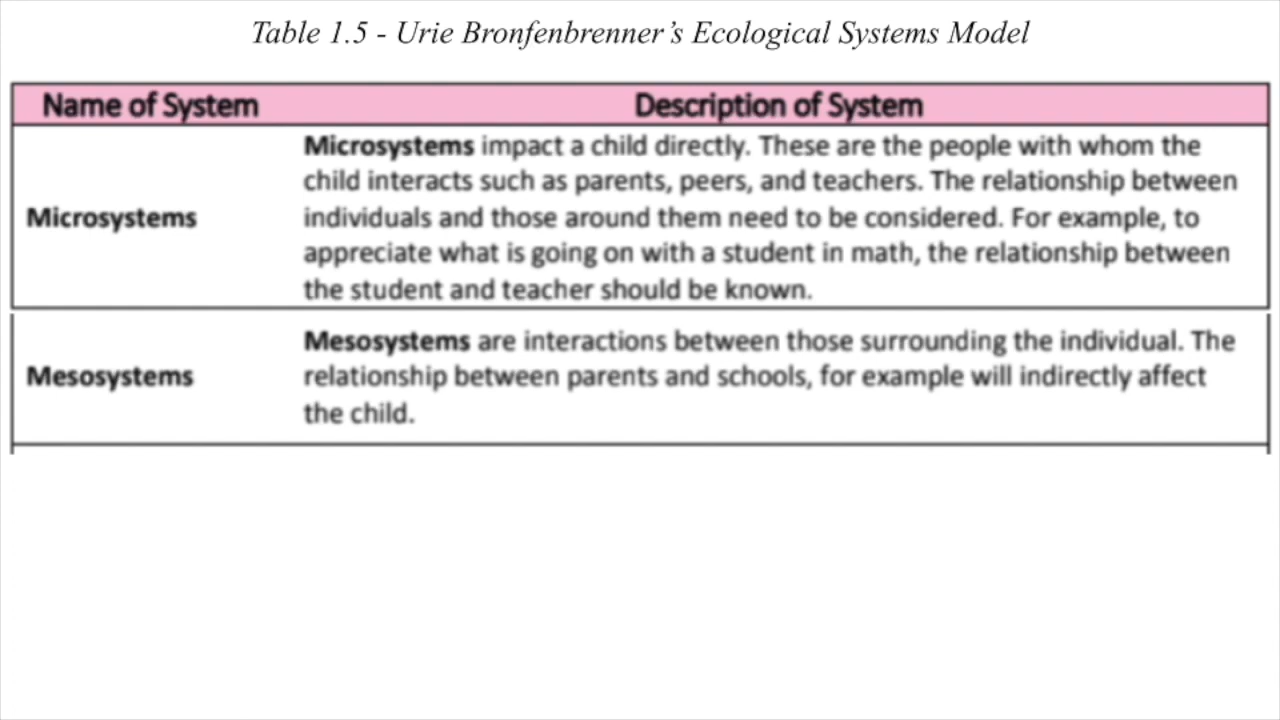 Table 1.5 - Urie Bronfenbrenner’s Ecological Systems Model
Name of System Description of System
Microsystems impact a child directly. These are the people with whom the
child interacts such as parents, peers, and teachers. The relationship between
Microsystems individuals and those around them need to be considered. For example, to
appreciate what is going on with a student in math, the relationship between
the student and teacher should be known.
Mesosystems are interactions between those surrounding the individual. The
Mesosystems relationship between parents and schools, for example will indirectly affect
the child.